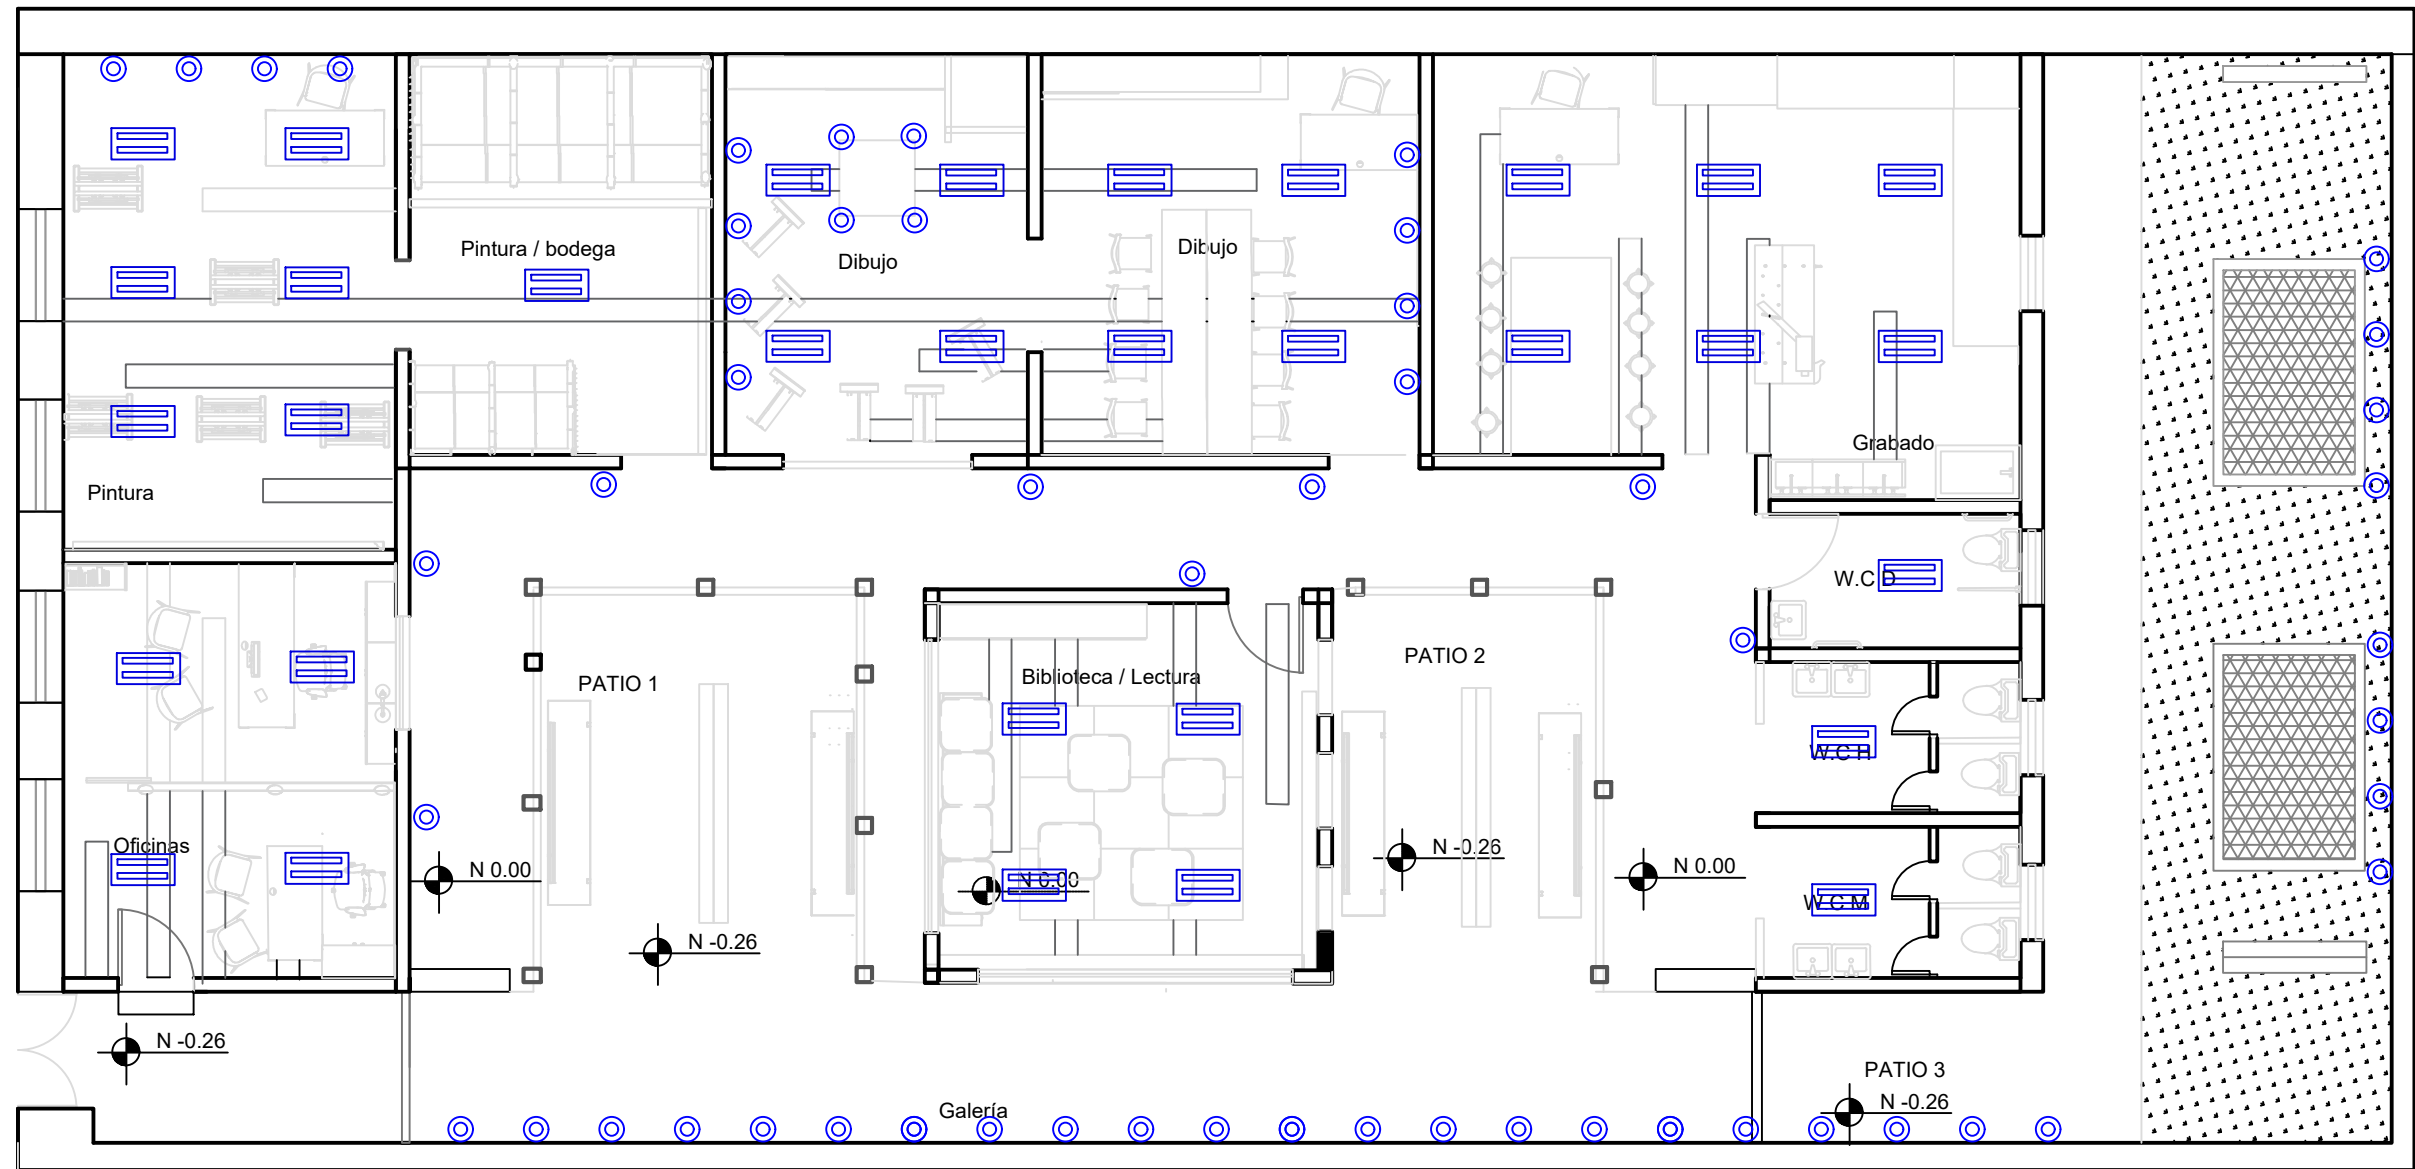 Pintura / bodega
Dibujo
Dibujo
Grabado
Pintura
W.C D
PATIO 1
Biblioteca / Lectura
PATIO 2
W.C H
Oficinas
N 0.00
N 0.00
N -0.26
N 0.00
W.C M
N -0.26
N -0.26
PATIO 3
N -0.26
Galería